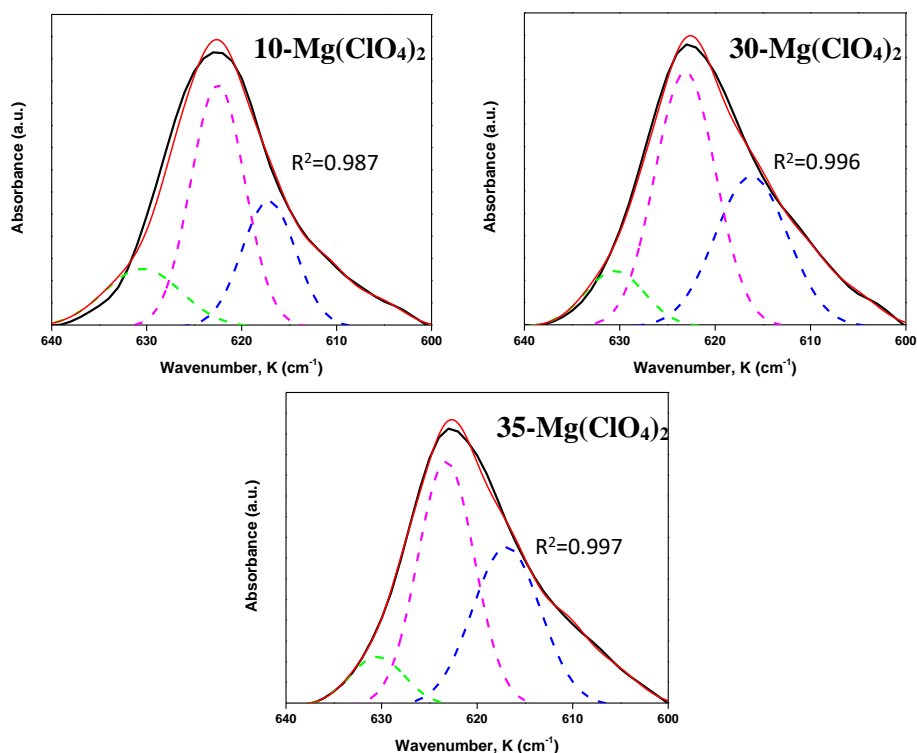 10-Mg(ClO4)2
R²=0.987
Absorbance (a.u.)
640 630 620 610 600
Wavenumber, K (cm⁻¹)
30-Mg(ClO4)2
R²=0.996
Absorbance (a.u.)
640 630 620 610 600
Wavenumber, K (cm⁻¹)
35-Mg(ClO4)2
R²=0.997
Absorbance (a.u.)
640 630 620 610 600
Wavenumber, K (cm⁻¹)